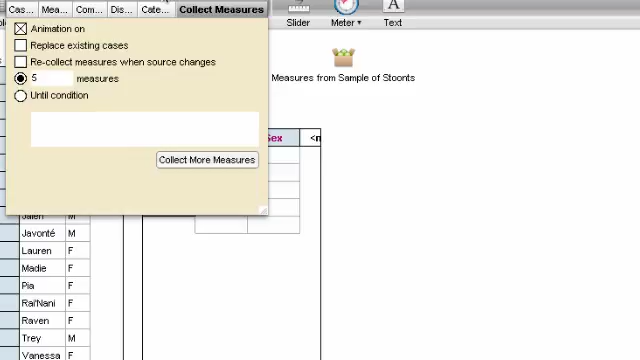 Cas... Mea... Com... Dis... Cate... Collect Measures
Slider Meter Text
Animation on
Replace existing cases
Re-collect measures when source changes
5 measures
Until condition
Collect More Measures
Measures from Sample of Stoonts
Sex
Javonté M
Lauren F
Madie F
Pia F
Rai'Nani F
Raven F
Trey M
Vanessa F